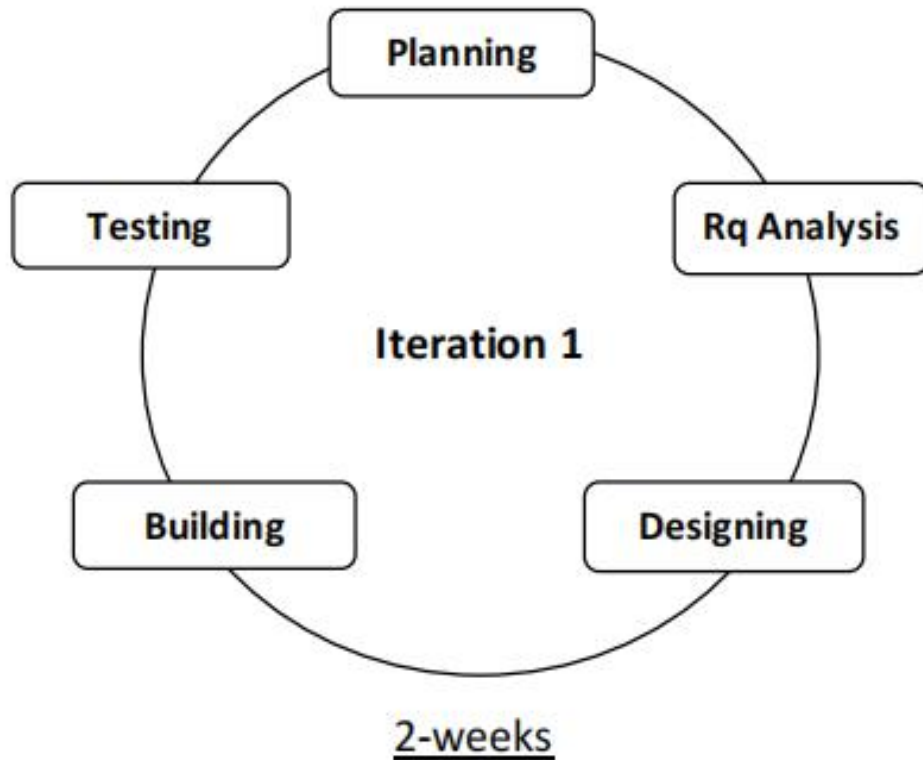 Planning
Testing
Rq Analysis
Iteration 1
Building
Designing
2-weeks